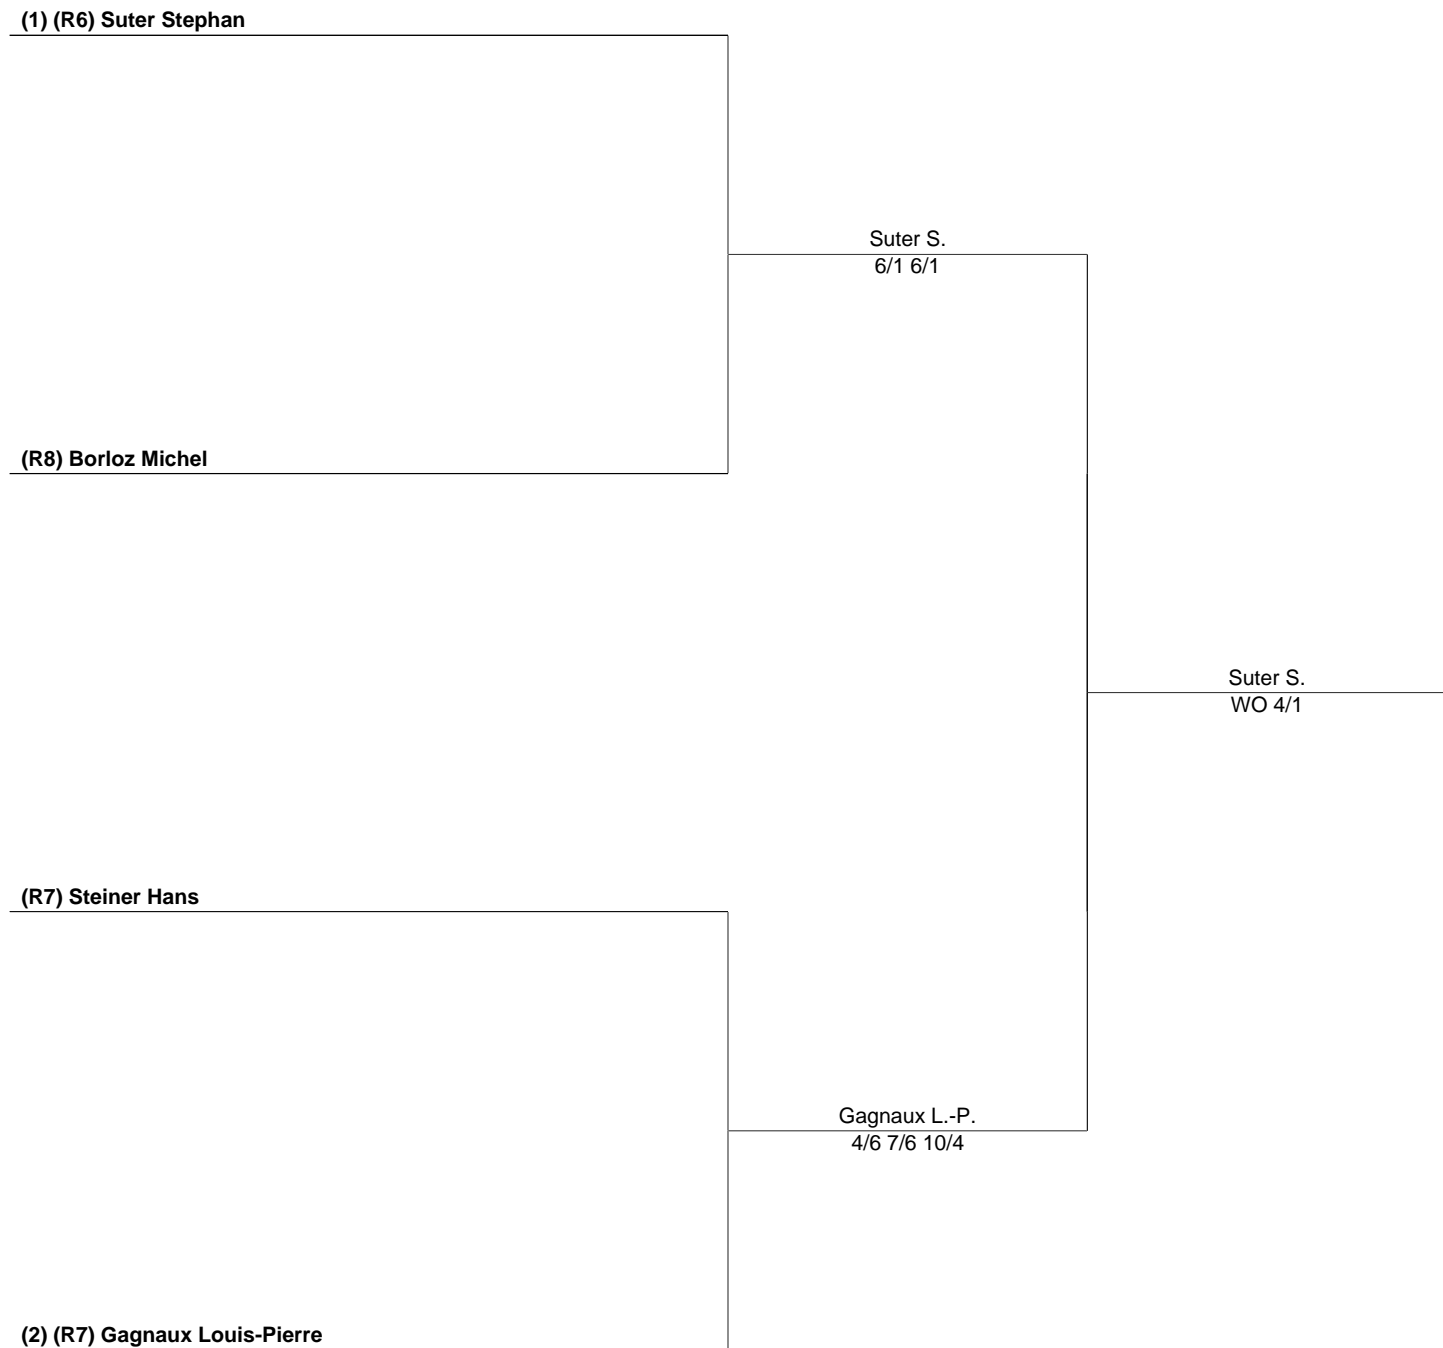 (1) (R6) Suter Stephan
Suter S.
6/1 6/1
(R8) Borloz Michel
Suter S.
WO 4/1
(R7) Steiner Hans
Gagnaux L.-P.
4/6 7/6 10/4
(2) (R7) Gagnaux Louis-Pierre